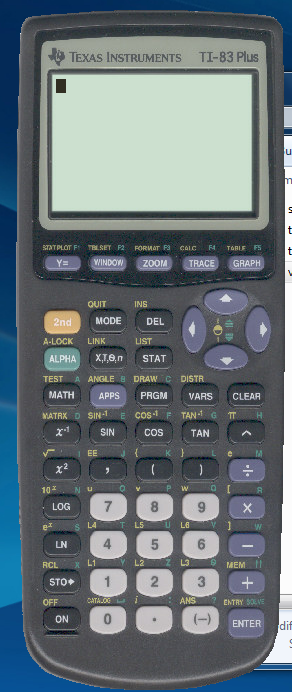 TEXAS INSTRUMENTS TI-83 Plus
STAT PLOT F1 TBLSET F2 FORMAT F3 CALC F4 TABLE F5
Y= WINDOW ZOOM TRACE GRAPH
QUIT INS
2nd MODE DEL
A-LOCK LINK LIST
ALPHA X,T,Θ,n STAT
TEST A ANGLE B DRAW C DISTR
MATH APPS PRGM VARS CLEAR
MATRX D SIN⁻¹ E COS⁻¹ F TAN⁻¹ G π H
x⁻¹ SIN COS TAN ^
√ I EE J { K } L e M
x² , ( ) ÷
10ˣ N u O v P w Q [ R
LOG 7 8 9 ×
eˣ S L4 T L5 U L6 V ] W
LN 4 5 6 −
RCL X L1 Y L2 Z L3 θ MEM "
STO➔ 1 2 3 +
OFF CATALOG i : ANS ? ENTRY SOLVE
ON 0 . (−) ENTER